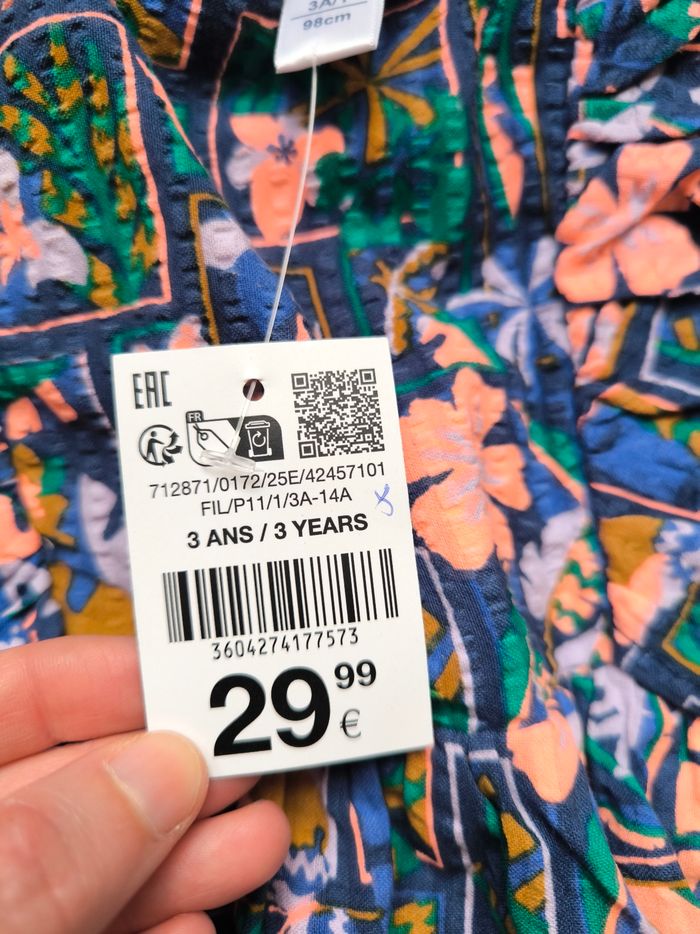 98cm
EAC
FR
712871/0172/25E/42457101
FIL/P11/1/3A-14A
3 ANS / 3 YEARS
3604274177573
29 99 €